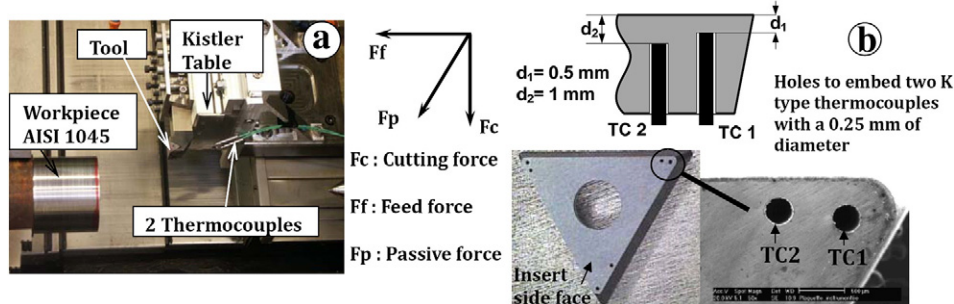 a
Tool
Kistler
Table
Workpiece
AISI 1045
2 Thermocouples
Ff
Fp
Fc
Fc : Cutting force
Ff : Feed force
Fp : Passive force
b
d₂
d₁
d₁= 0.5 mm
d₂= 1 mm
TC 2
TC 1
Holes to embed two K
type thermocouples
with a 0.25 mm of
diameter
Insert
side face
TC2
TC1